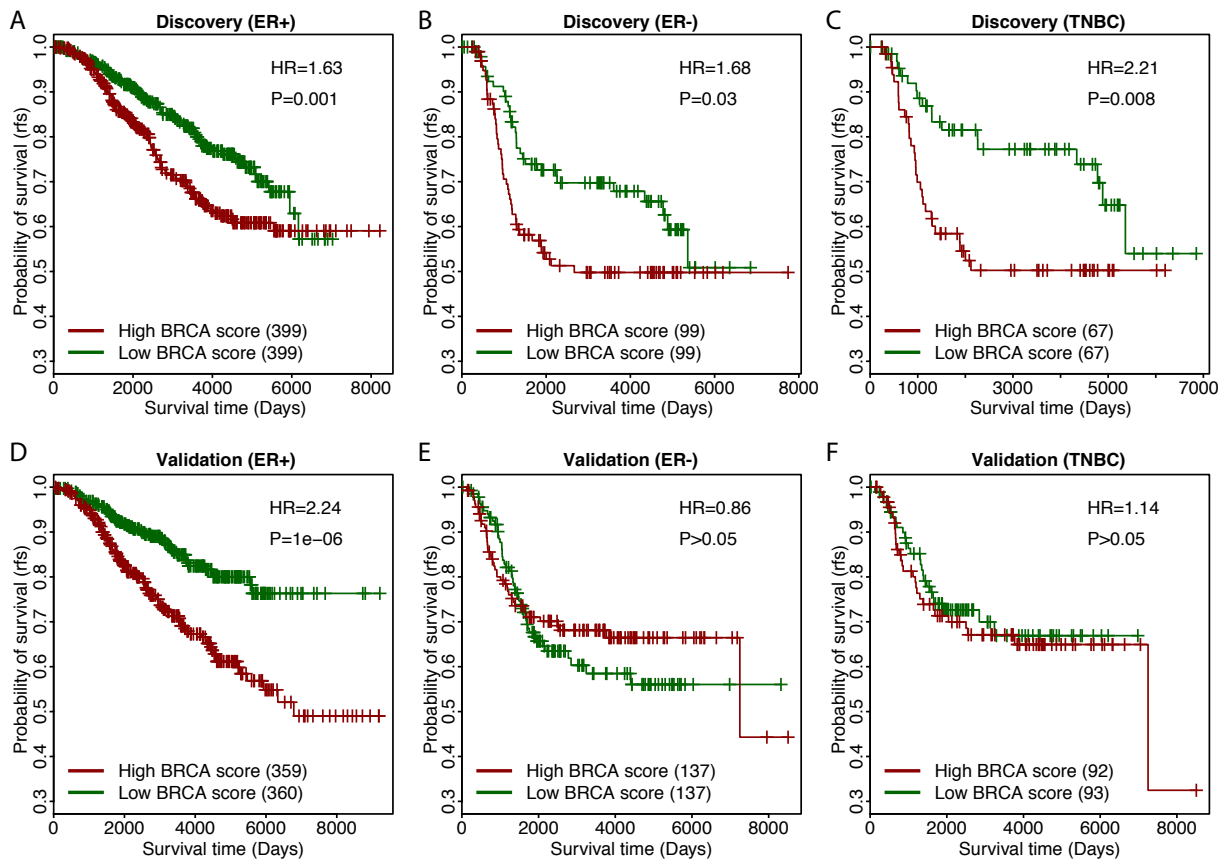 A
Discovery (ER+)
Probability of survival (rfs)
1.0
0.9
0.8
0.7
0.6
0.5
0.4
0.3
HR=1.63
P=0.001
High BRCA score (399)
Low BRCA score (399)
0 2000 4000 6000 8000
Survival time (Days)
B
Discovery (ER-)
Probability of survival (rfs)
1.0
0.9
0.8
0.7
0.6
0.5
0.4
0.3
HR=1.68
P=0.03
High BRCA score (99)
Low BRCA score (99)
0 2000 4000 6000 8000
Survival time (Days)
C
Discovery (TNBC)
Probability of survival (rfs)
1.0
0.9
0.8
0.7
0.6
0.5
0.4
0.3
HR=2.21
P=0.008
High BRCA score (67)
Low BRCA score (67)
0 1000 3000 5000 7000
Survival time (Days)
D
Validation (ER+)
Probability of survival (rfs)
1.0
0.9
0.8
0.7
0.6
0.5
0.4
0.3
HR=2.24
P=1e-06
High BRCA score (359)
Low BRCA score (360)
0 2000 4000 6000 8000
Survival time (Days)
E
Validation (ER-)
Probability of survival (rfs)
1.0
0.9
0.8
0.7
0.6
0.5
0.4
0.3
HR=0.86
P>0.05
High BRCA score (137)
Low BRCA score (137)
0 2000 4000 6000 8000
Survival time (Days)
F
Validation (TNBC)
Probability of survival (rfs)
1.0
0.9
0.8
0.7
0.6
0.5
0.4
0.3
HR=1.14
P>0.05
High BRCA score (92)
Low BRCA score (93)
0 2000 4000 6000 8000
Survival time (Days)